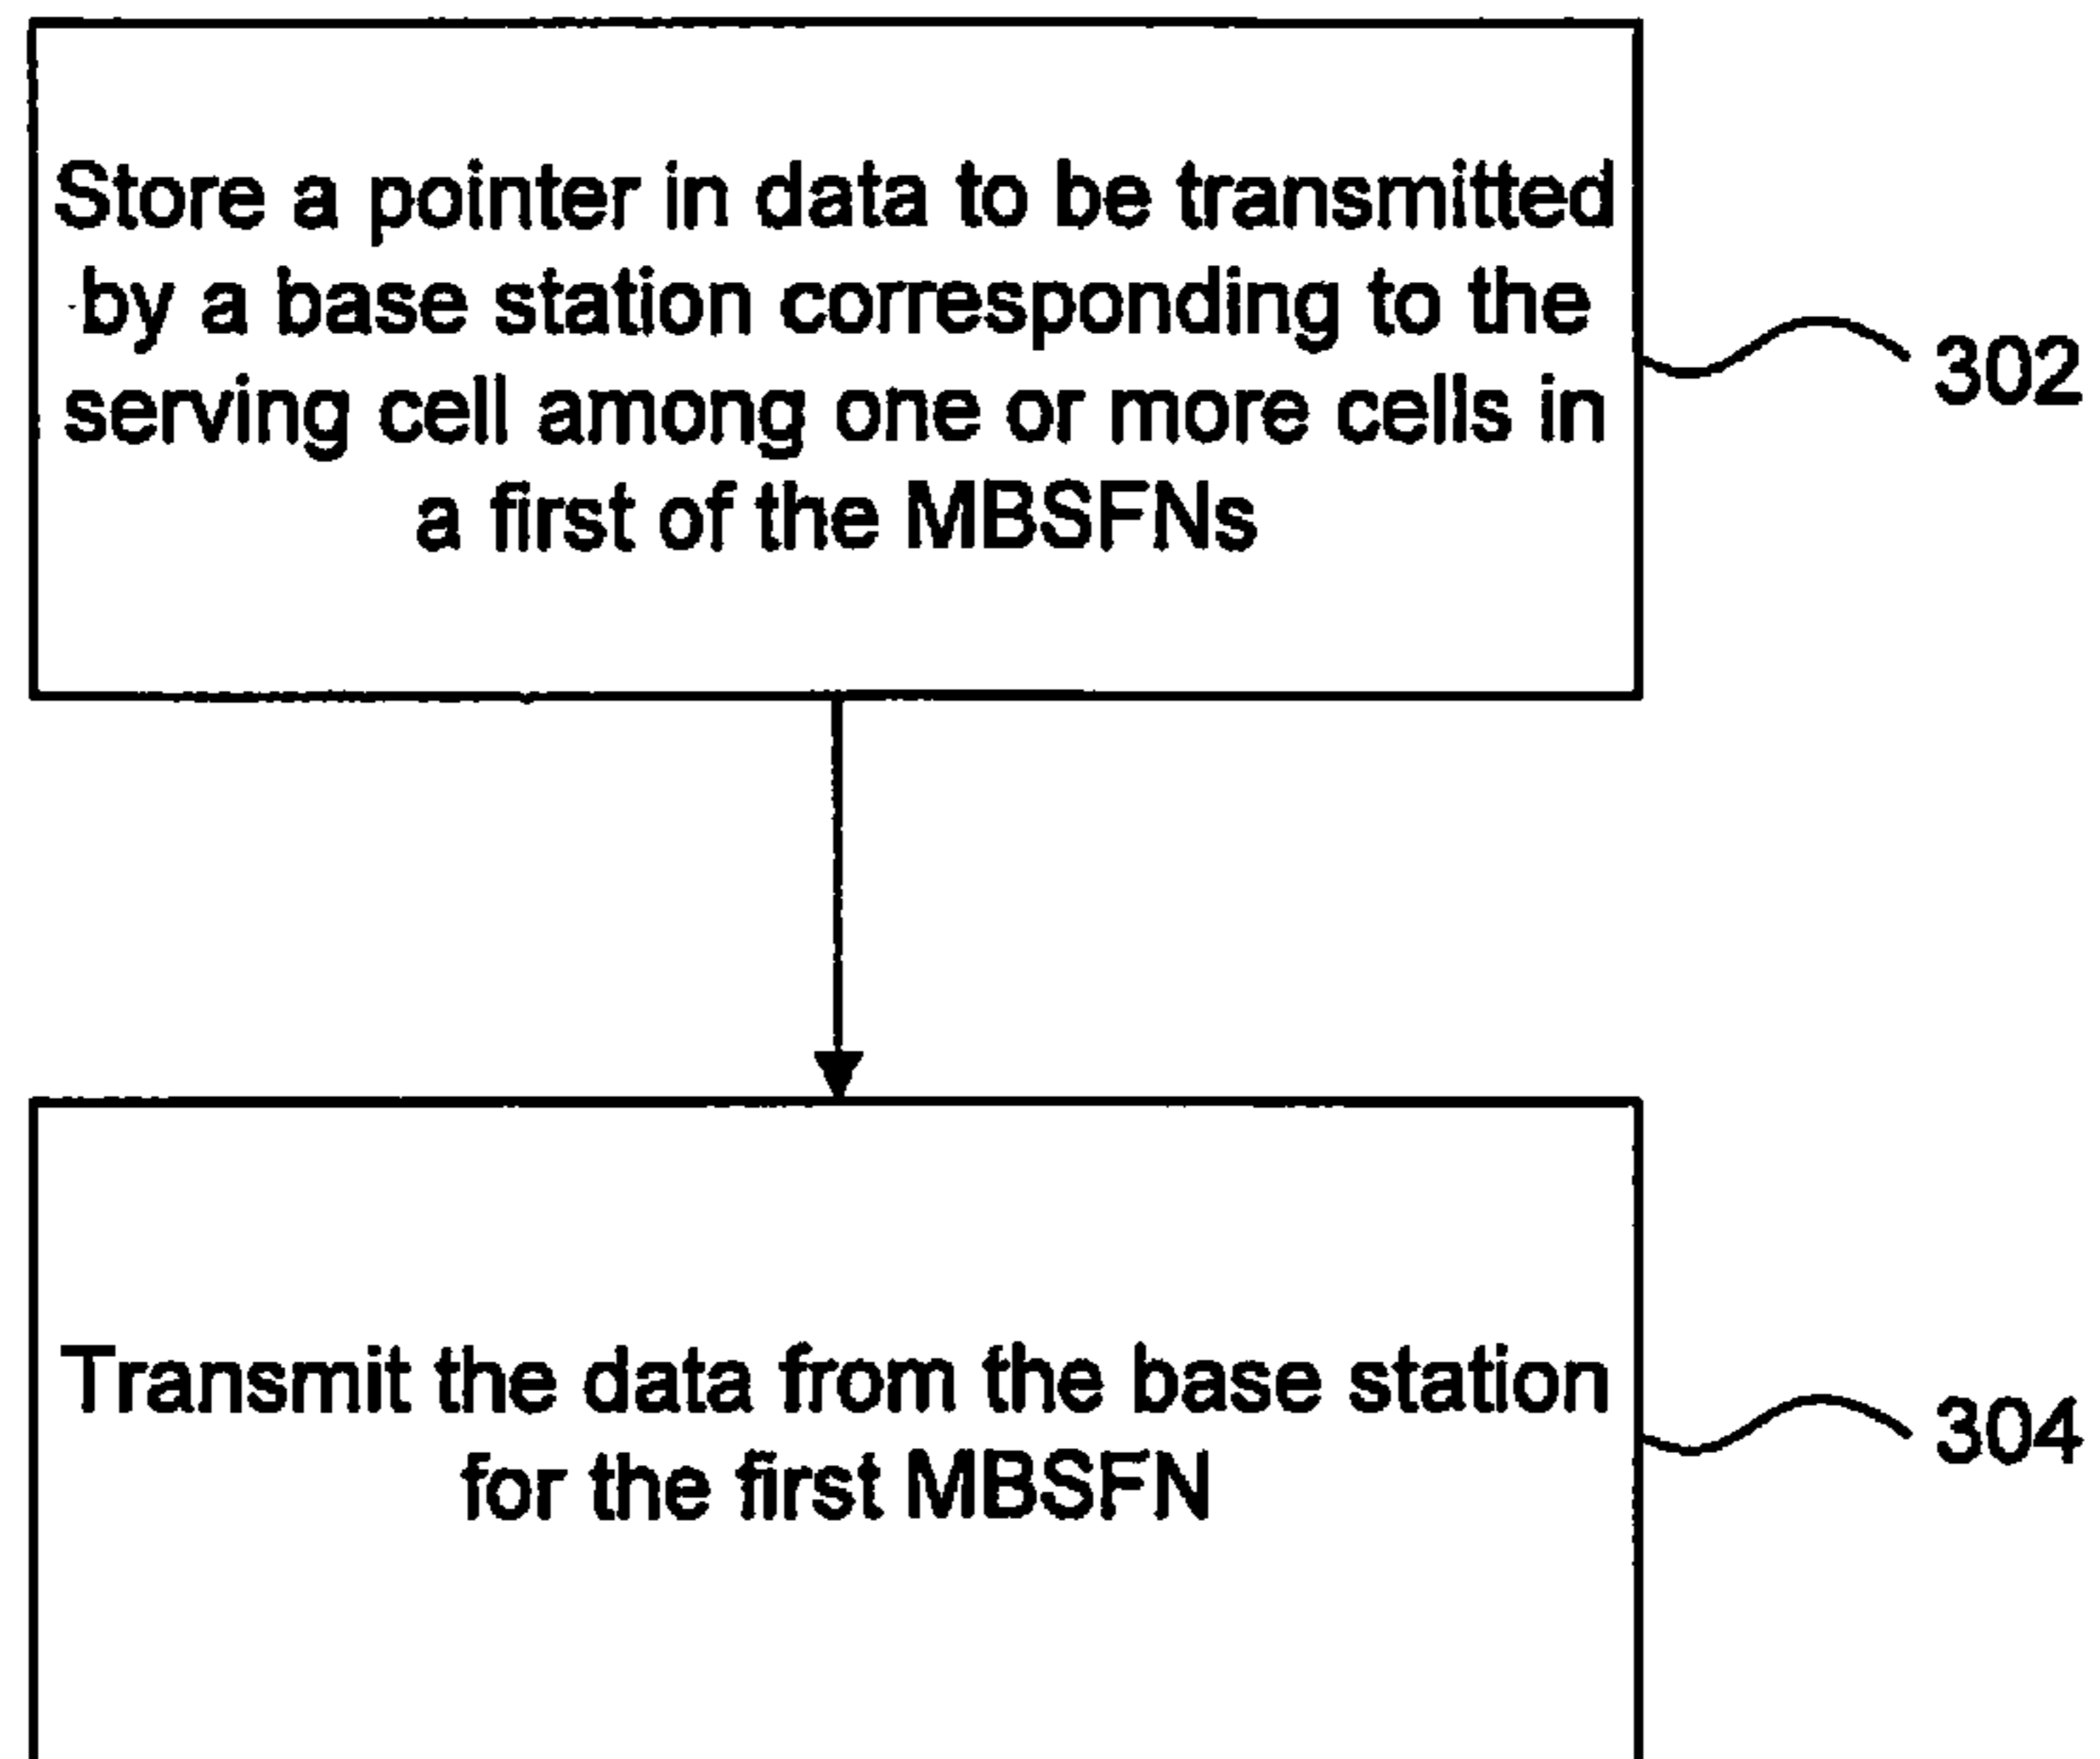 Store a pointer in data to be transmitted
by a base station corresponding to the
serving cell among one or more cells in
a first of the MBSFNs
302
Transmit the data from the base station
for the first MBSFN
304